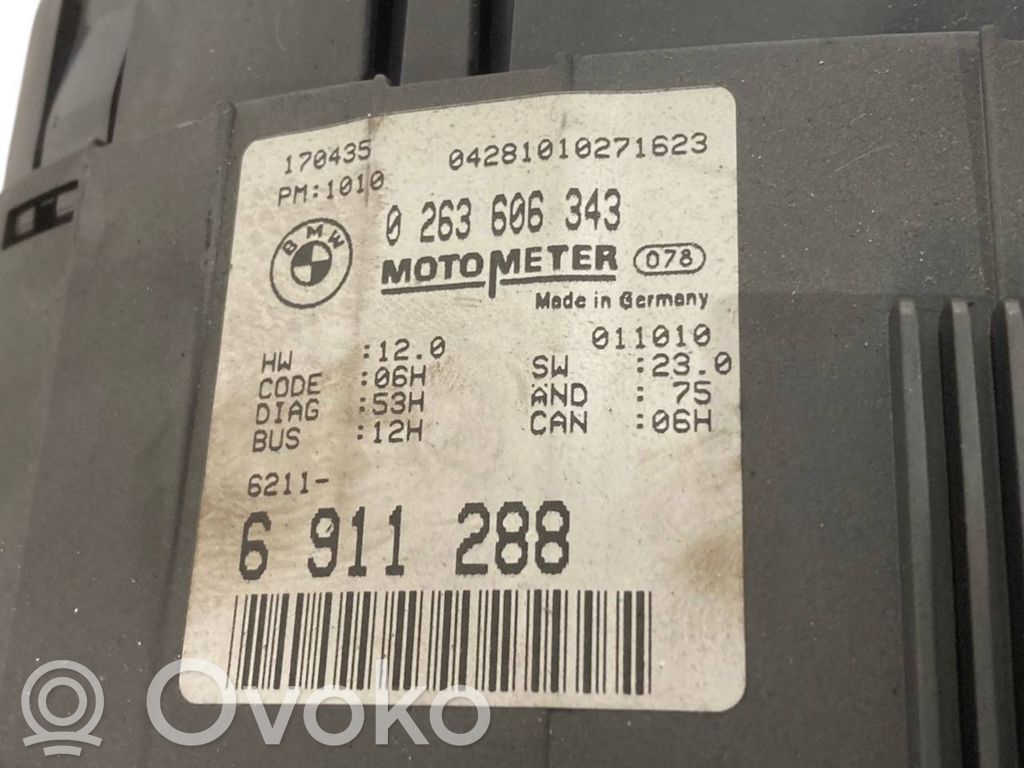 170435 04281010271623
PM:1010
BMW
0 263 606 343
MOTOMETER 078
Made in Germany
011010
HW :12.0 SW :23.0
CODE :06H AND : 75
DIAG :53H CAN :06H
BUS :12H
6211-
6 911 288
Ovoko